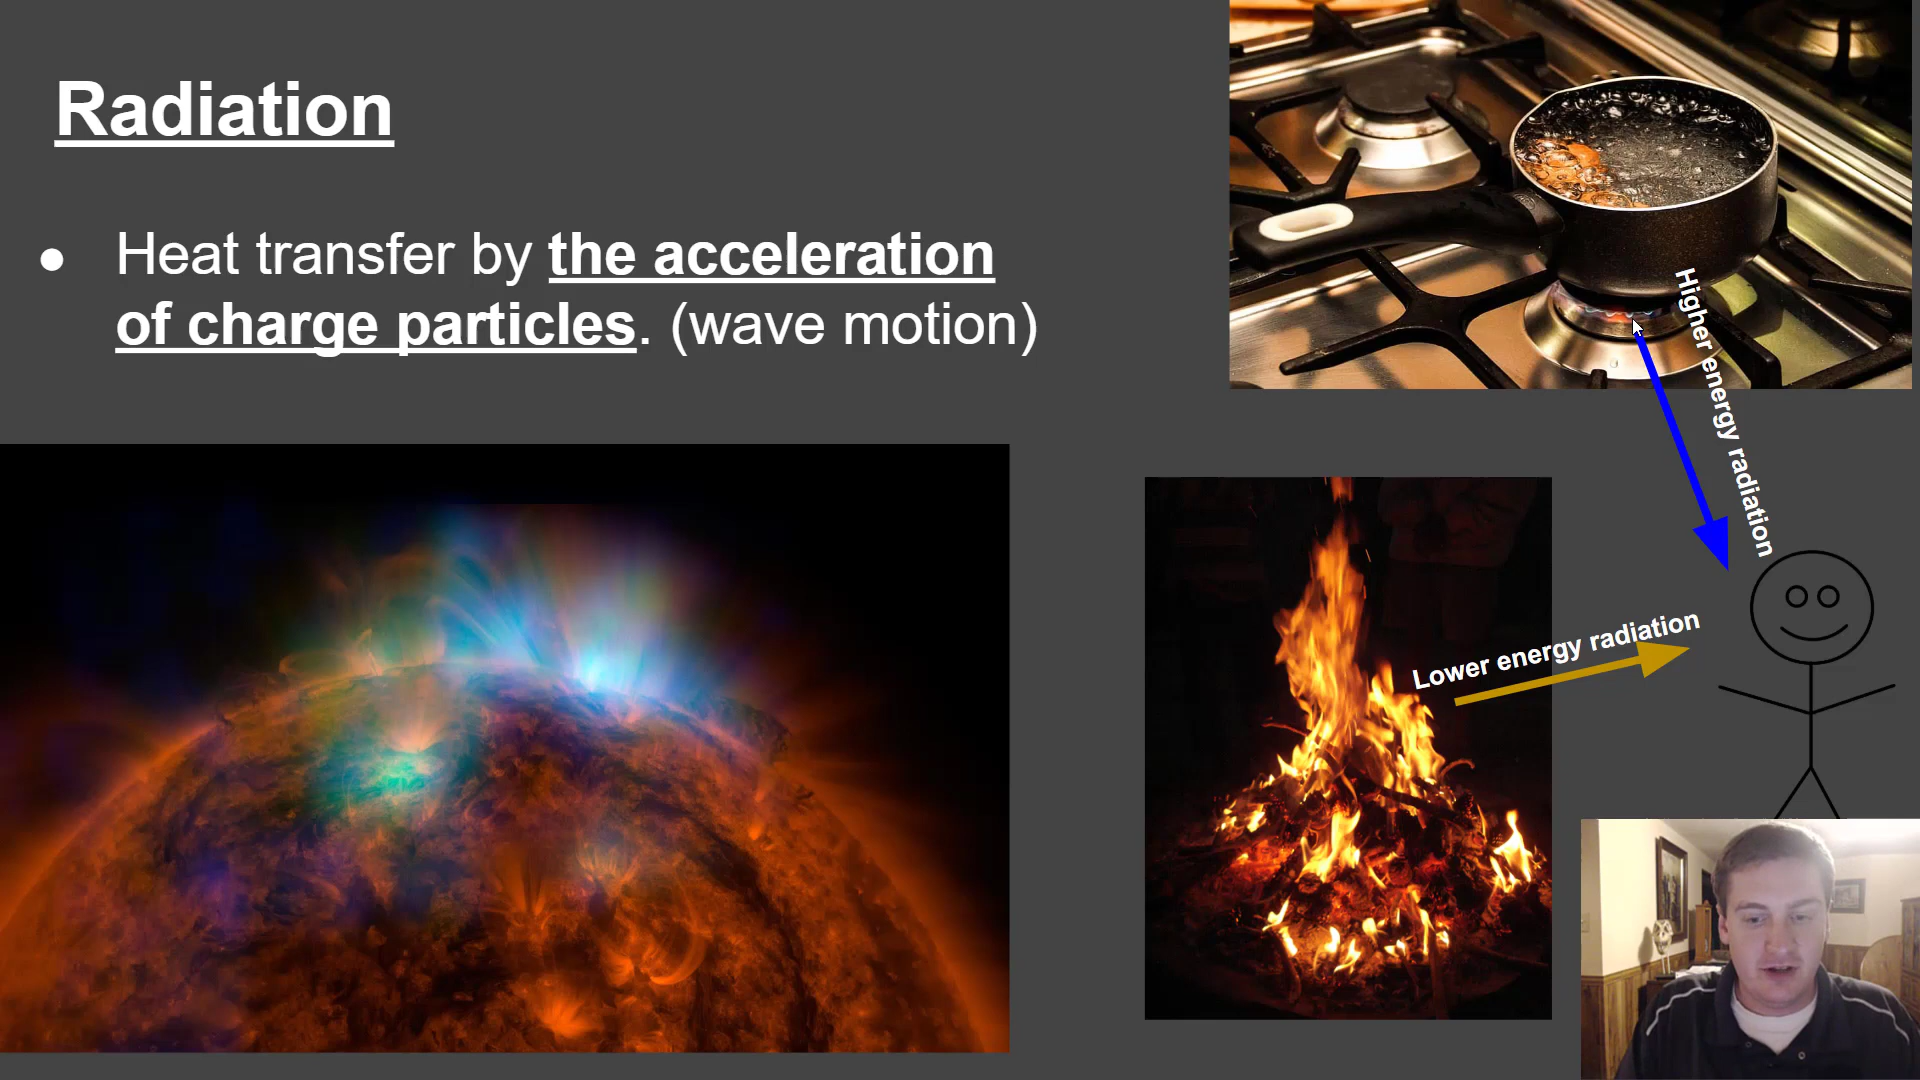 Radiation
Heat transfer by the acceleration
of charge particles. (wave motion)
Higher energy radiation
Lower energy radiation